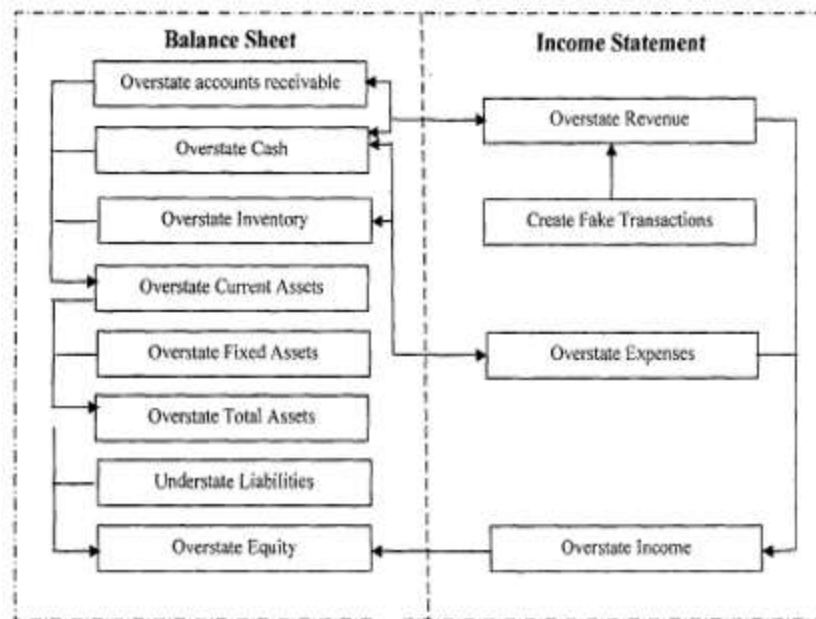 Balance Sheet
Overstate accounts receivable
Overstate Cash
Overstate Inventory
Overstate Current Assets
Overstate Fixed Assets
Overstate Total Assets
Understate Liabilities
Overstate Equity
Income Statement
Overstate Revenue
Create Fake Transactions
Overstate Expenses
Overstate Income